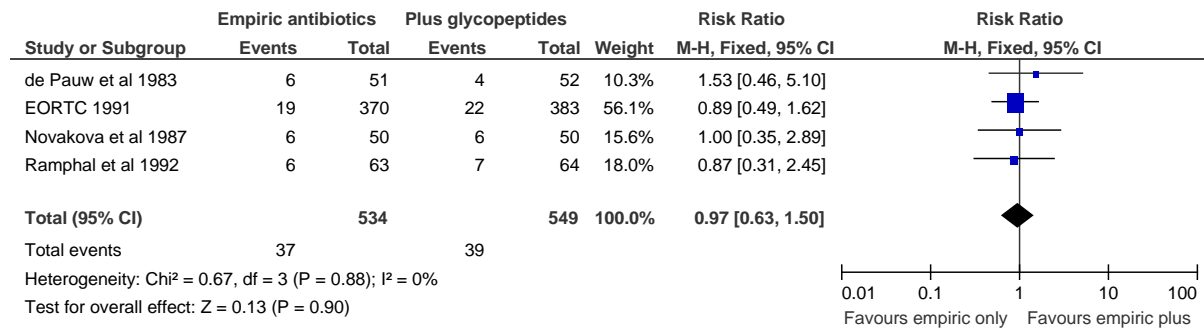 Empiric antibiotics Plus glycopeptides Risk Ratio Risk Ratio
Study or Subgroup Events Total Events Total Weight M-H, Fixed, 95% CI M-H, Fixed, 95% CI
de Pauw et al 1983 6 51 4 52 10.3% 1.53 [0.46, 5.10]
EORTC 1991 19 370 22 383 56.1% 0.89 [0.49, 1.62]
Novakova et al 1987 6 50 6 50 15.6% 1.00 [0.35, 2.89]
Ramphal et al 1992 6 63 7 64 18.0% 0.87 [0.31, 2.45]
Total (95% CI) 534 549 100.0% 0.97 [0.63, 1.50]
Total events 37 39
Heterogeneity: Chi² = 0.67, df = 3 (P = 0.88); I² = 0%
Test for overall effect: Z = 0.13 (P = 0.90)
0.01 0.1 1 10 100
Favours empiric only Favours empiric plus